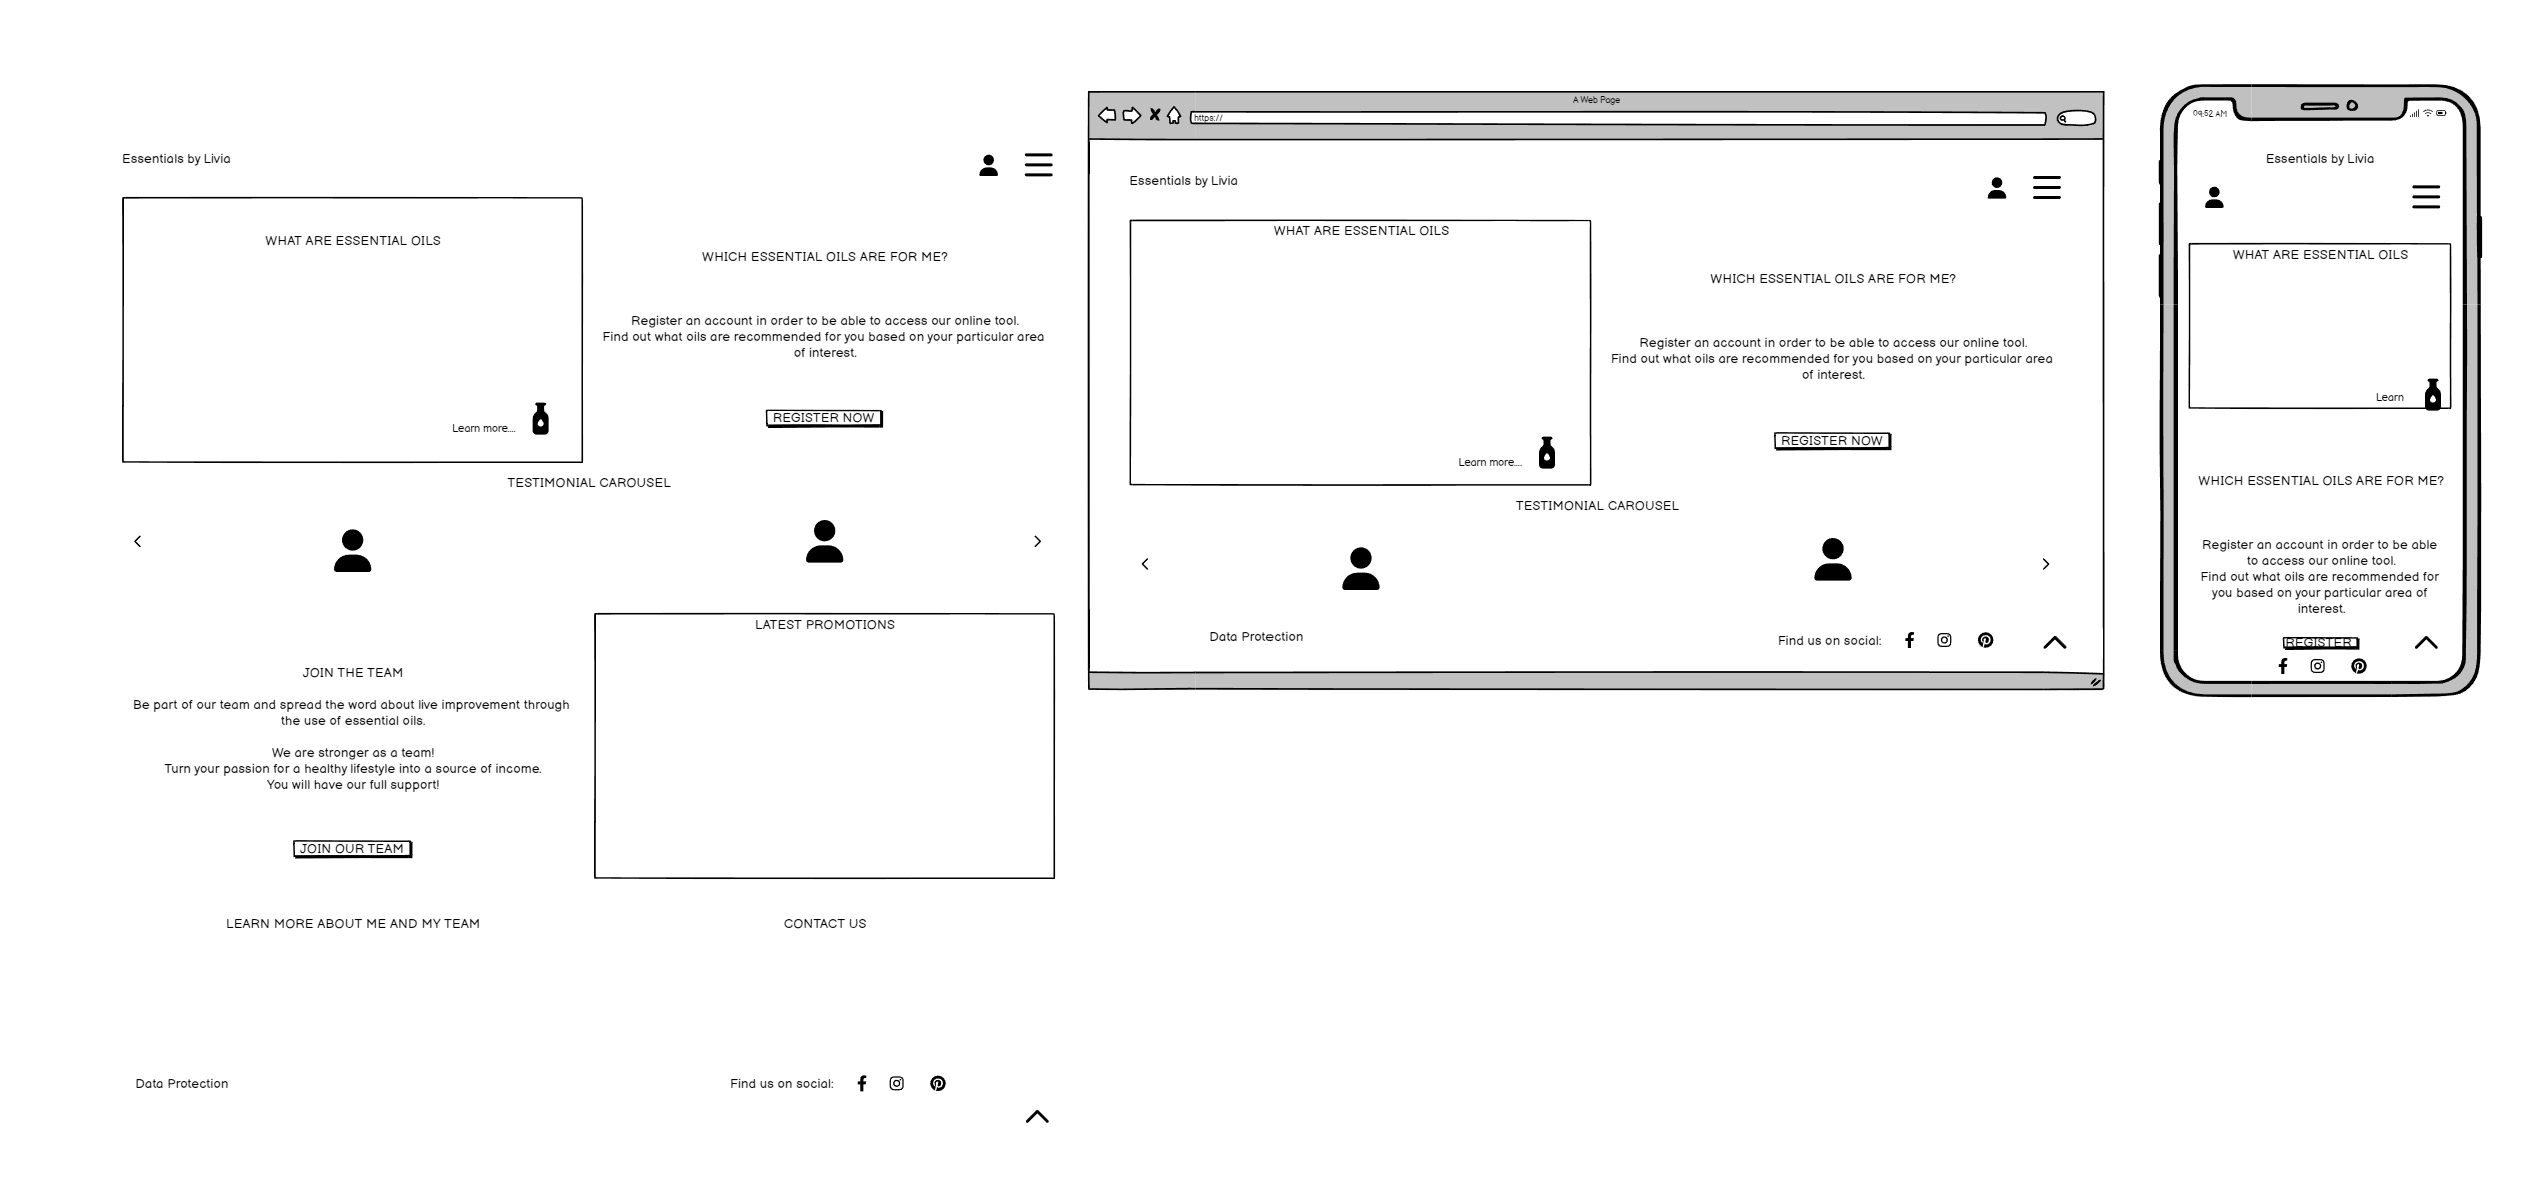 Essentials by Livia
WHAT ARE ESSENTIAL OILS
Learn more....
WHICH ESSENTIAL OILS ARE FOR ME?
Register an account in order to be able to access our online tool.
Find out what oils are recommended for you based on your particular area
of interest.
REGISTER NOW
TESTIMONIAL CAROUSEL
JOIN THE TEAM
Be part of our team and spread the word about live improvement through
the use of essential oils.
We are stronger as a team!
Turn your passion for a healthy lifestyle into a source of income.
You will have our full support!
JOIN OUR TEAM
LATEST PROMOTIONS
LEARN MORE ABOUT ME AND MY TEAM
CONTACT US
Data Protection
Find us on social:
A Web Page
https://
Essentials by Livia
WHAT ARE ESSENTIAL OILS
Learn more....
WHICH ESSENTIAL OILS ARE FOR ME?
Register an account in order to be able to access our online tool.
Find out what oils are recommended for you based on your particular area
of interest.
REGISTER NOW
TESTIMONIAL CAROUSEL
Data Protection
Find us on social:
09:52 AM
Essentials by Livia
WHAT ARE ESSENTIAL OILS
Learn
WHICH ESSENTIAL OILS ARE FOR ME?
Register an account in order to be able
to access our online tool.
Find out what oils are recommended for
you based on your particular area of
interest.
REGISTER